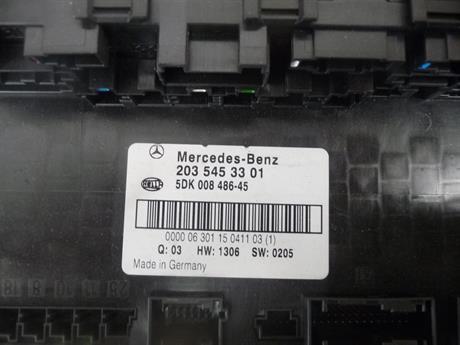 Mercedes-Benz
203 545 33 01
HELLA
5DK 008 486-45
0000 06 301 15 0411 03 (1)
Q: 03 HW: 1306 SW: 0205
Made in Germany